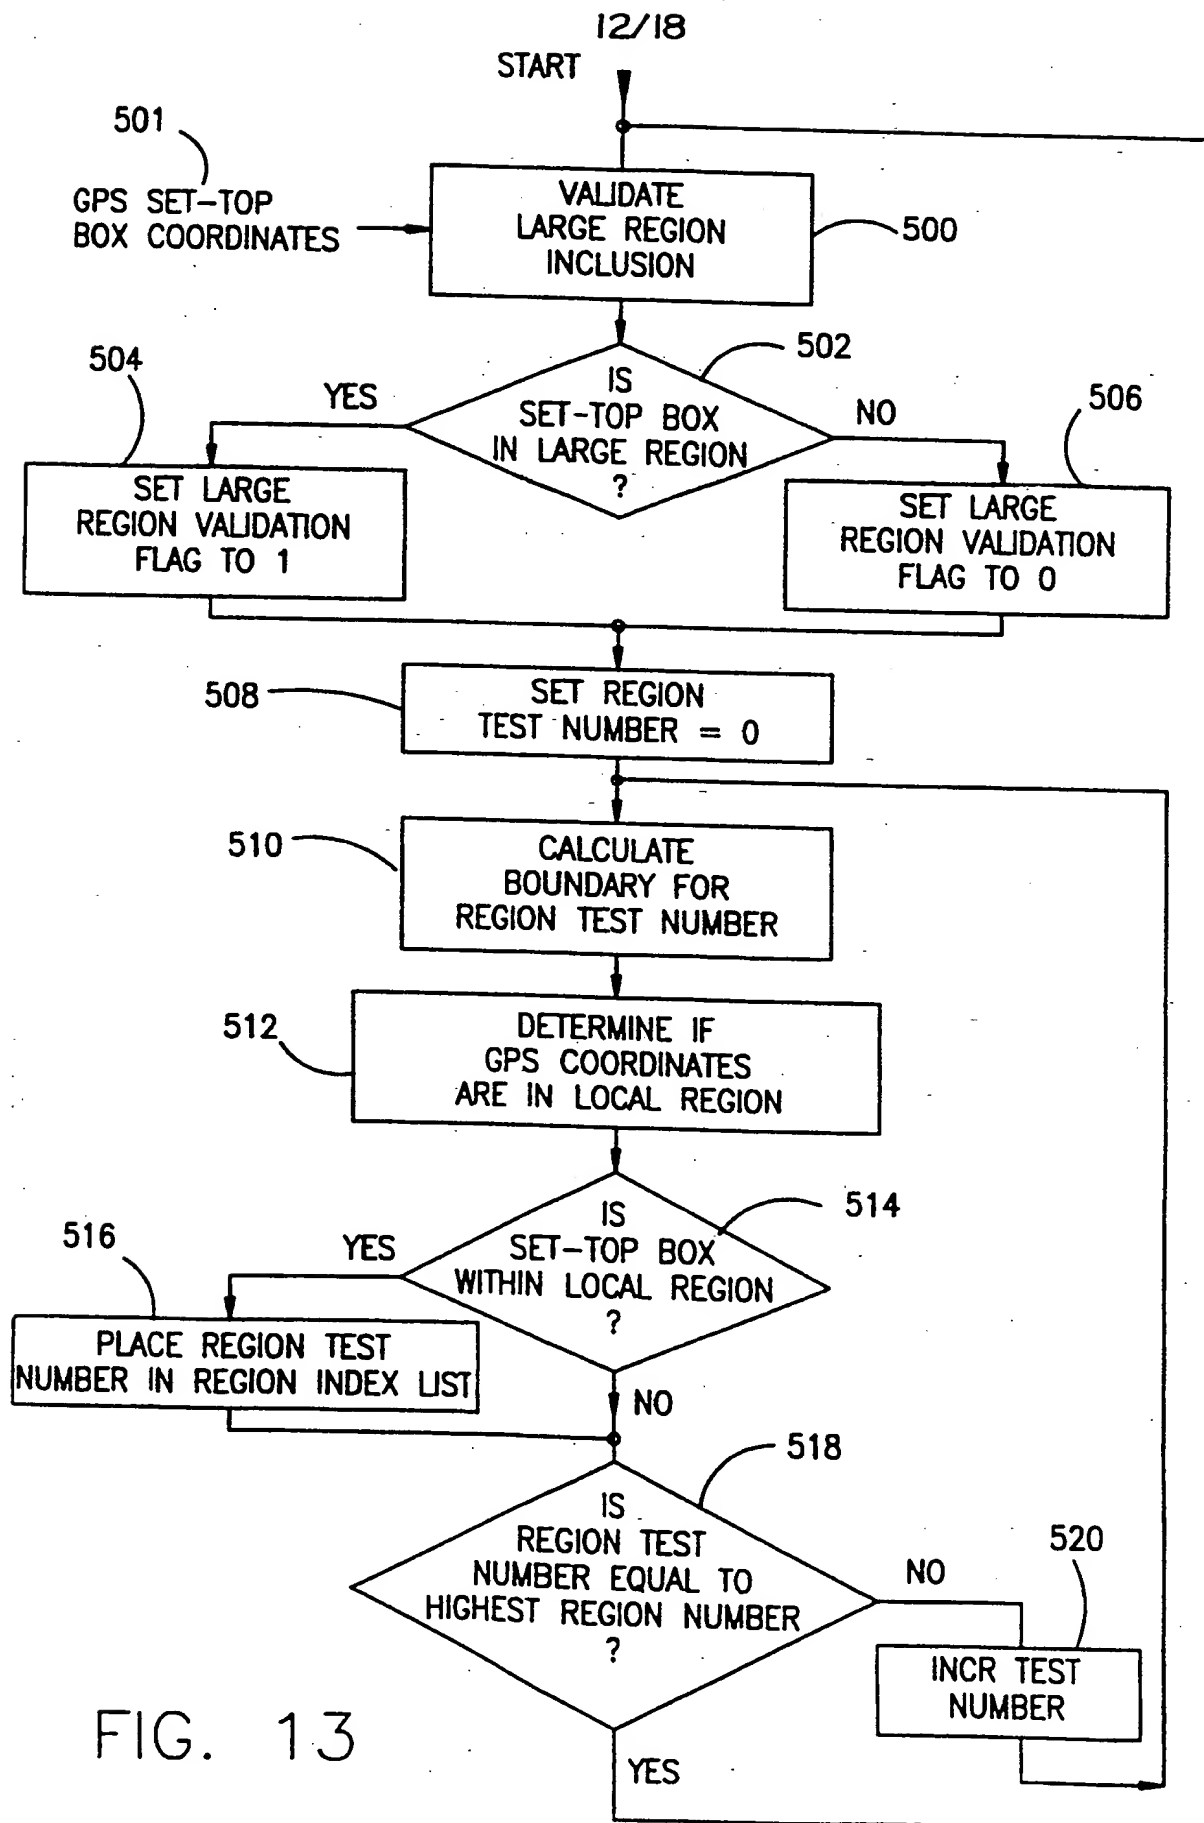 12/18
START
501
GPS SET-TOP
BOX COORDINATES
VALIDATE
LARGE REGION
INCLUSION
500
502
504
YES
IS
SET-TOP BOX
IN LARGE REGION
?
NO
506
SET LARGE
REGION VALIDATION
FLAG TO 1
SET LARGE
REGION VALIDATION
FLAG TO 0
508
SET REGION
TEST NUMBER = 0
510
CALCULATE
BOUNDARY FOR
REGION TEST NUMBER
512
DETERMINE IF
GPS COORDINATES
ARE IN LOCAL REGION
514
516
YES
IS
SET-TOP BOX
WITHIN LOCAL REGION
?
PLACE REGION TEST
NUMBER IN REGION INDEX LIST
NO
518
IS
REGION TEST
NUMBER EQUAL TO
HIGHEST REGION NUMBER
?
NO
520
INCR TEST
NUMBER
YES
FIG. 13